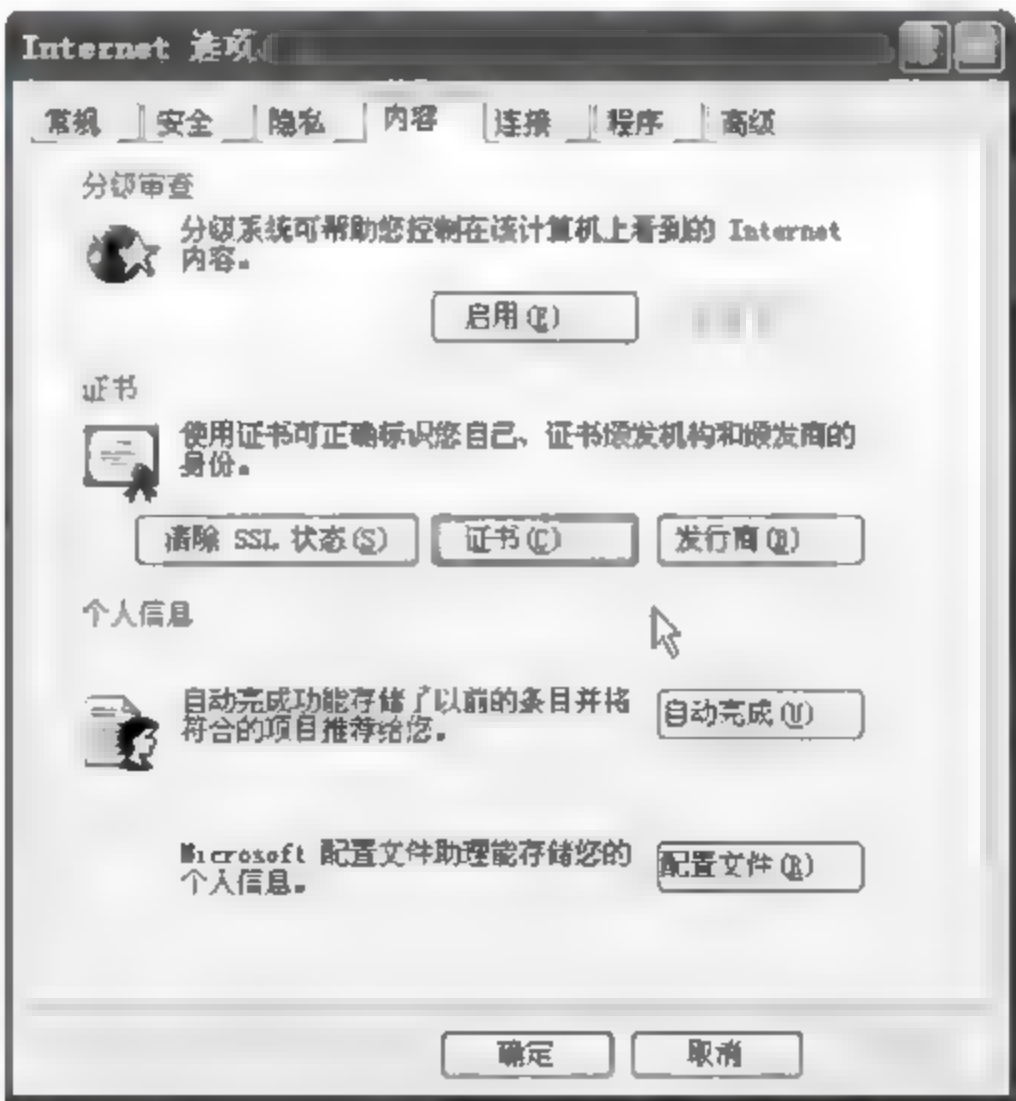 Internet 选项
常规 安全 隐私 内容 连接 程序 高级
分级审查
分级系统可帮助您控制在该计算机上看到的 Internet
内容。
启用(E)
证书
使用证书可正确标识您自己、证书颁发机构和颁发商的
身份。
清除 SSL 状态(S) 证书(C) 发行商(B)
个人信息
自动完成功能存储了以前的条目并将
符合的项目推荐给您。
自动完成(U)
Microsoft 配置文件助理能存储您的
个人信息。
配置文件(R)
确定 取消